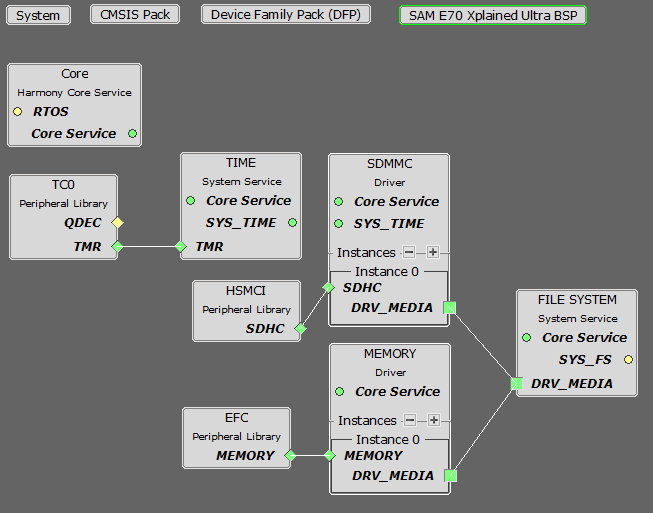 System
CMSIS Pack
Device Family Pack (DFP)
SAM E70 Xplained Ultra BSP
Core
Harmony Core Service
RTOS
Core Service
TC0
Peripheral Library
QDEC
TMR
TIME
System Service
Core Service
SYS_TIME
TMR
SDMMC
Driver
Core Service
SYS_TIME
Instances
Instance 0
SDHC
DRV_MEDIA
HSMCI
Peripheral Library
SDHC
FILE SYSTEM
System Service
Core Service
SYS_FS
DRV_MEDIA
MEMORY
Driver
Core Service
Instances
Instance 0
MEMORY
DRV_MEDIA
EFC
Peripheral Library
MEMORY